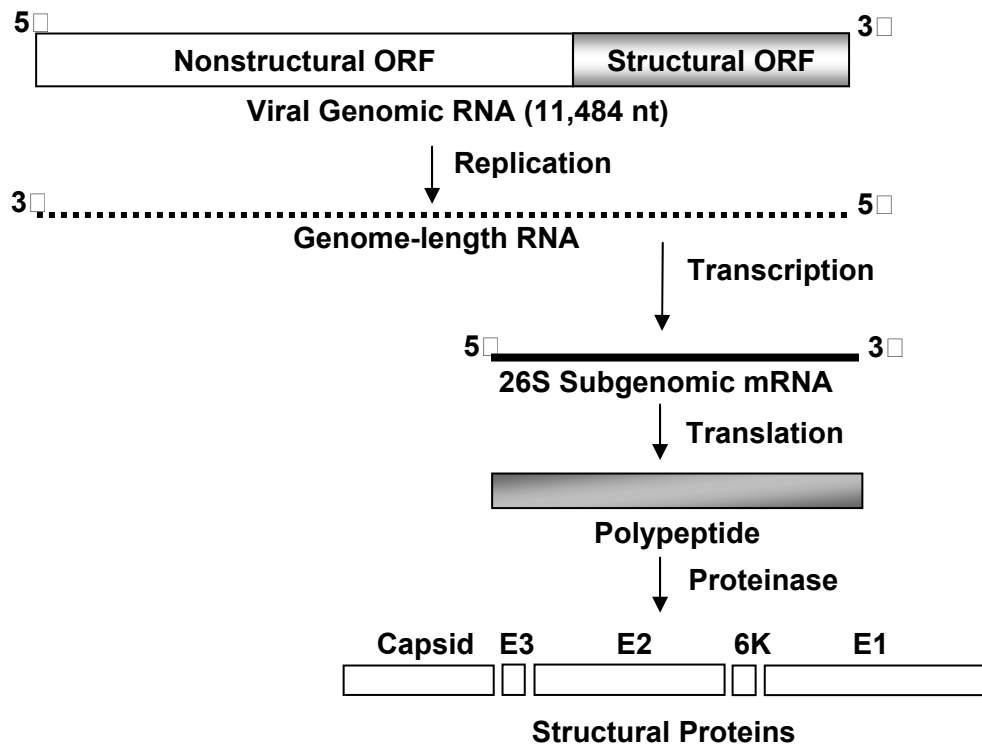 5□ 3□
Nonstructural ORF Structural ORF
Viral Genomic RNA (11,484 nt)
Replication
3□ 5□
Genome-length RNA
Transcription
5□ 3□
26S Subgenomic mRNA
Translation
Polypeptide
Proteinase
Capsid E3 E2 6K E1
Structural Proteins